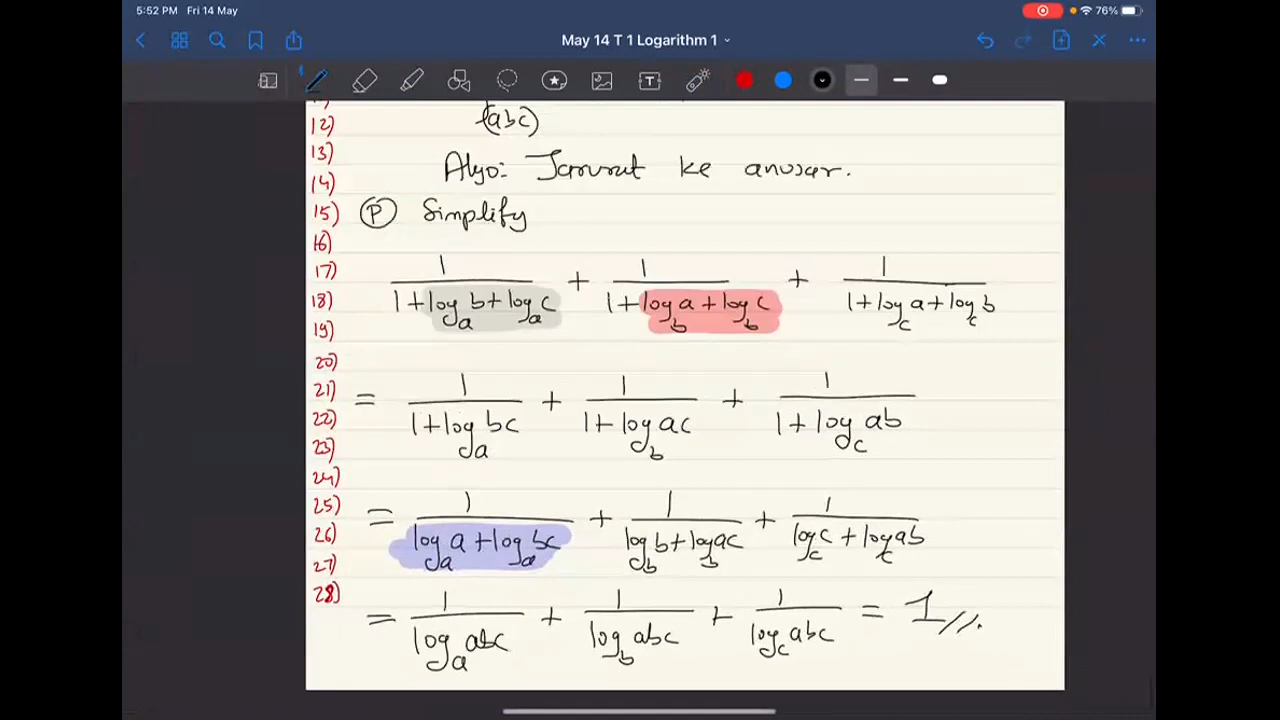 5:52 PM Fri 14 May 76%
May 14 T 1 Logarithm 1
12) (abc)
13)
14) Algo: Jarurat ke anusar.
15) (P) Simplify
16)
17) 1 + 1 + 1
18) 1+log_a b+log_a c 1+log_b a+log_b c 1+log_c a+log_c b
19)
20)
21) = 1 + 1 + 1
22) 1+log_a bc 1+log_b ac 1+log_c ab
23)
24)
25) = 1 + 1 + 1
26) log_a a+log_a bc log_b b+log_b ac log_c c+log_c ab
27)
28) = 1 + 1 + 1 = 1//.
log_a abc log_b abc log_c abc